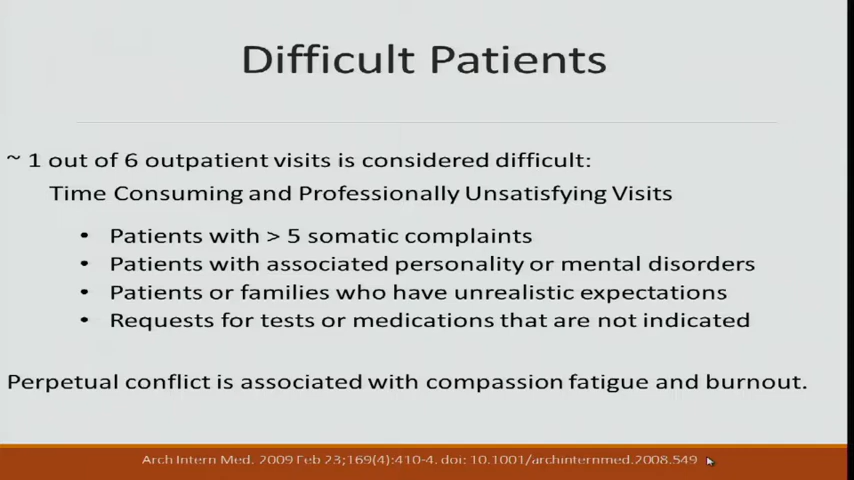 Difficult Patients
~ 1 out of 6 outpatient visits is considered difficult:
Time Consuming and Professionally Unsatisfying Visits
• Patients with > 5 somatic complaints
• Patients with associated personality or mental disorders
• Patients or families who have unrealistic expectations
• Requests for tests or medications that are not indicated
Perpetual conflict is associated with compassion fatigue and burnout.
Arch Intern Med. 2009 Feb 23;169(4):410-4. doi: 10.1001/archinternmed.2008.549